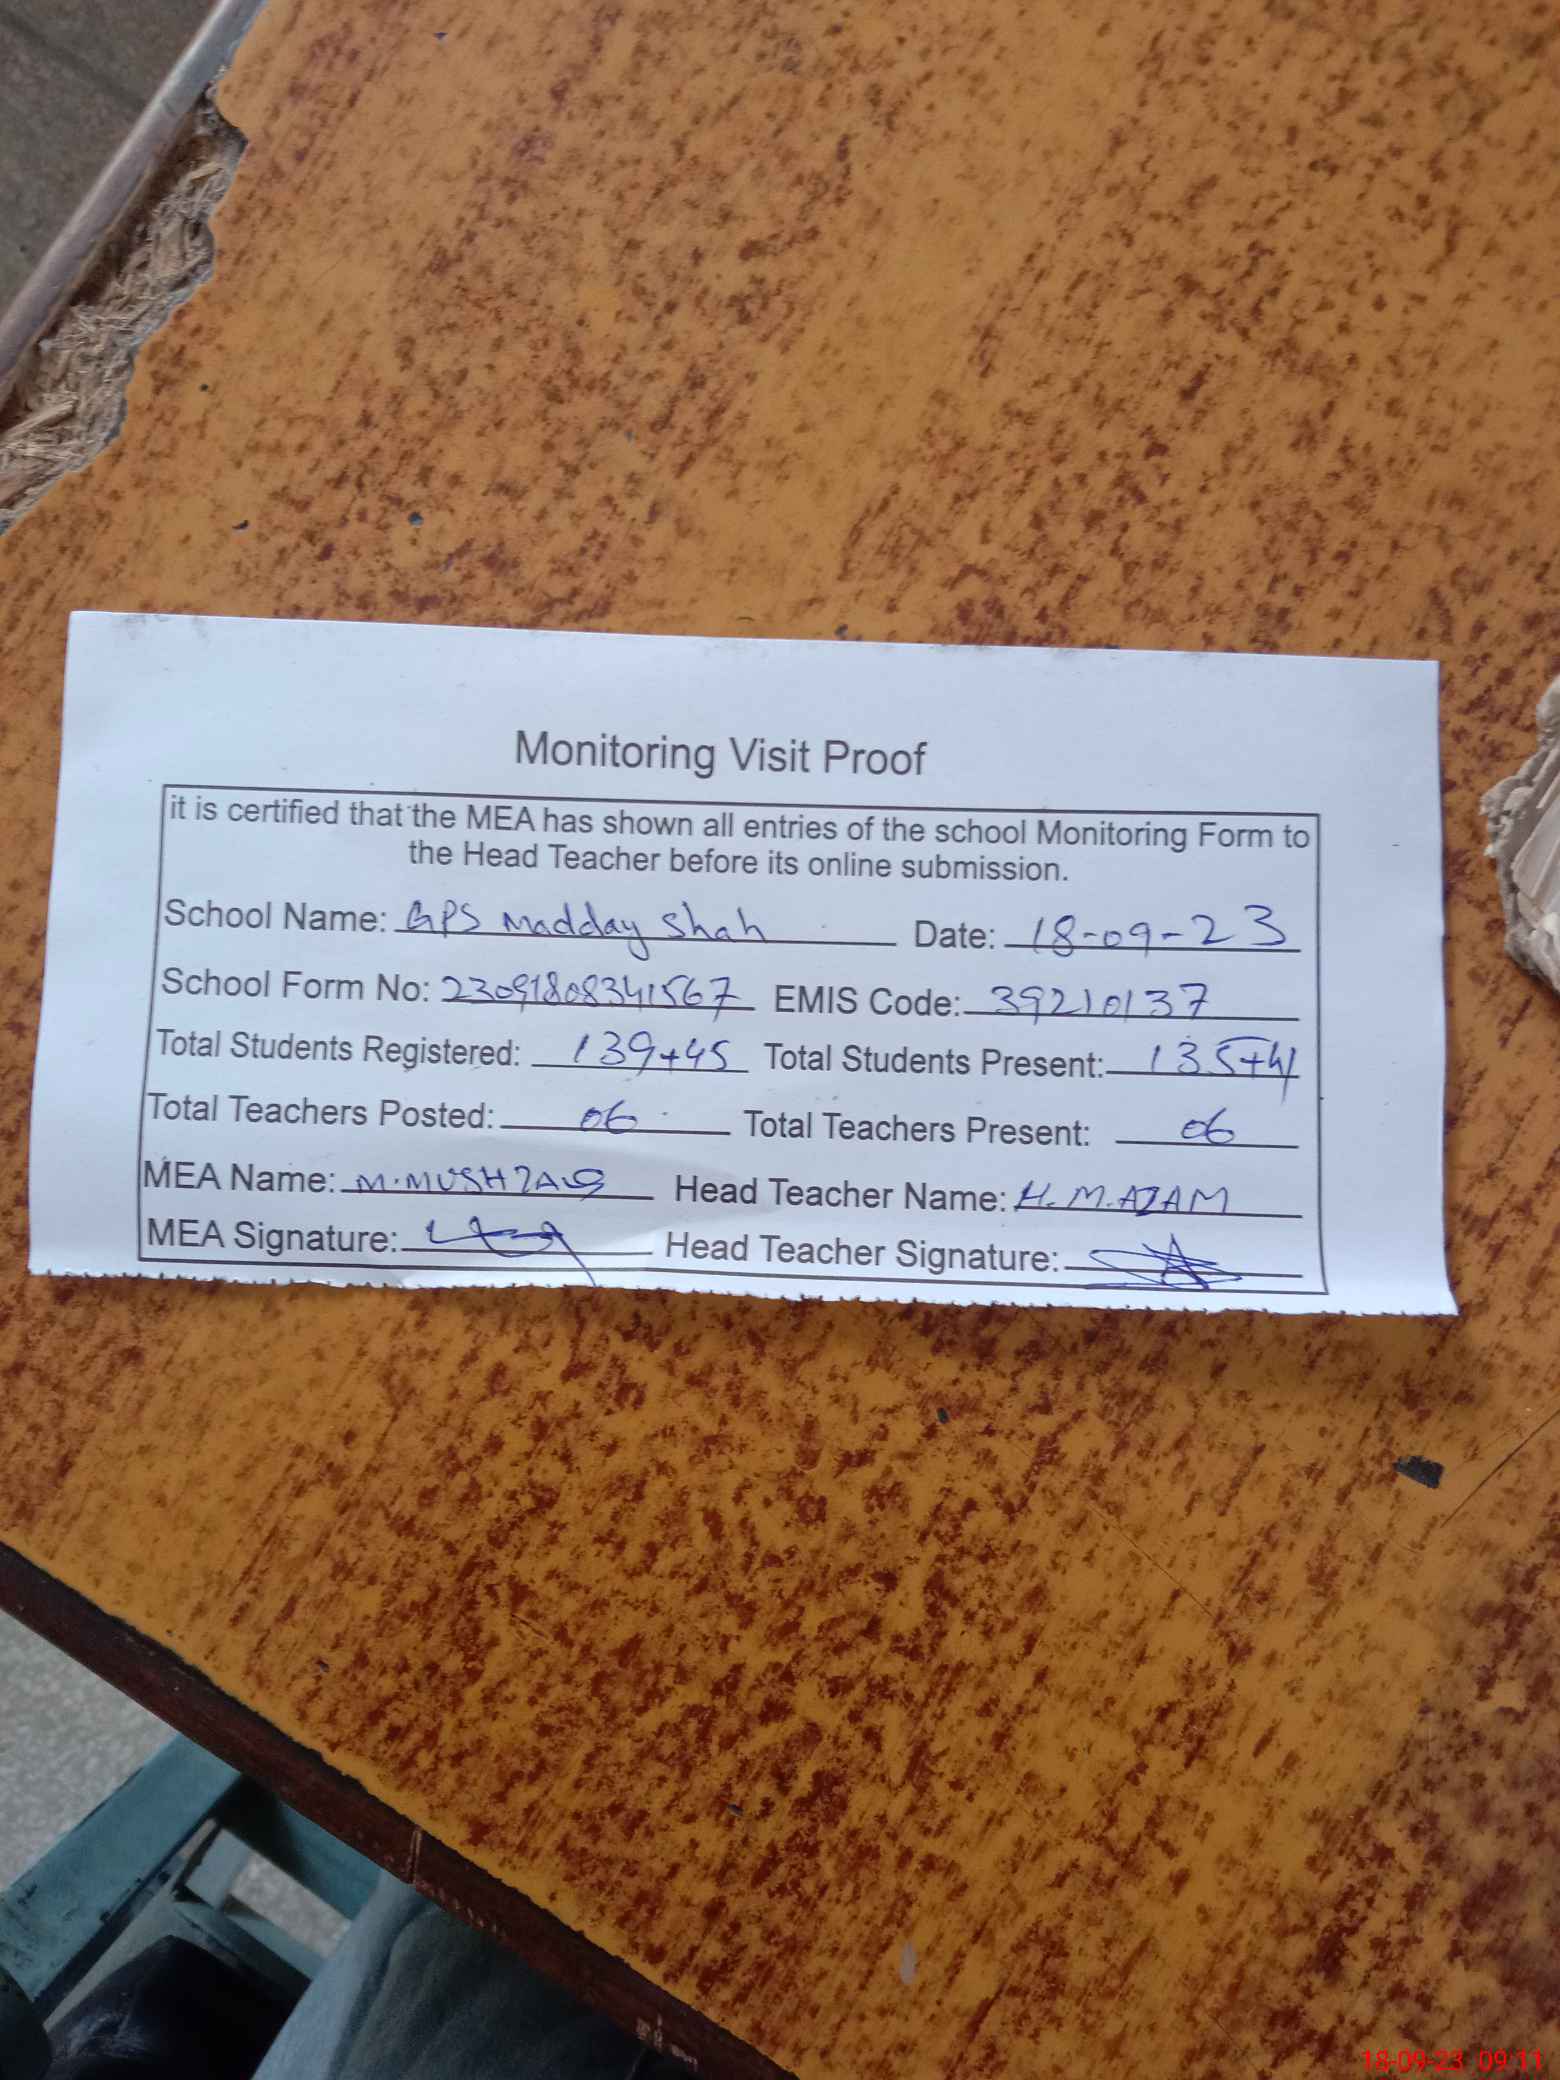 Monitoring Visit Proof
it is certified that the MEA has shown all entries of the school Monitoring Form to
the Head Teacher before its online submission.
School Name: GPS Madday Shah Date: 18-09-23
School Form No: 23091808341567 EMIS Code: 39210137
Total Students Registered: 139+45 Total Students Present: 135+41
Total Teachers Posted: 06 Total Teachers Present: 06
MEA Name: M.MUSHTAQ Head Teacher Name: H.M.AZAM
MEA Signature: Head Teacher Signature:
18-09-23 09:11